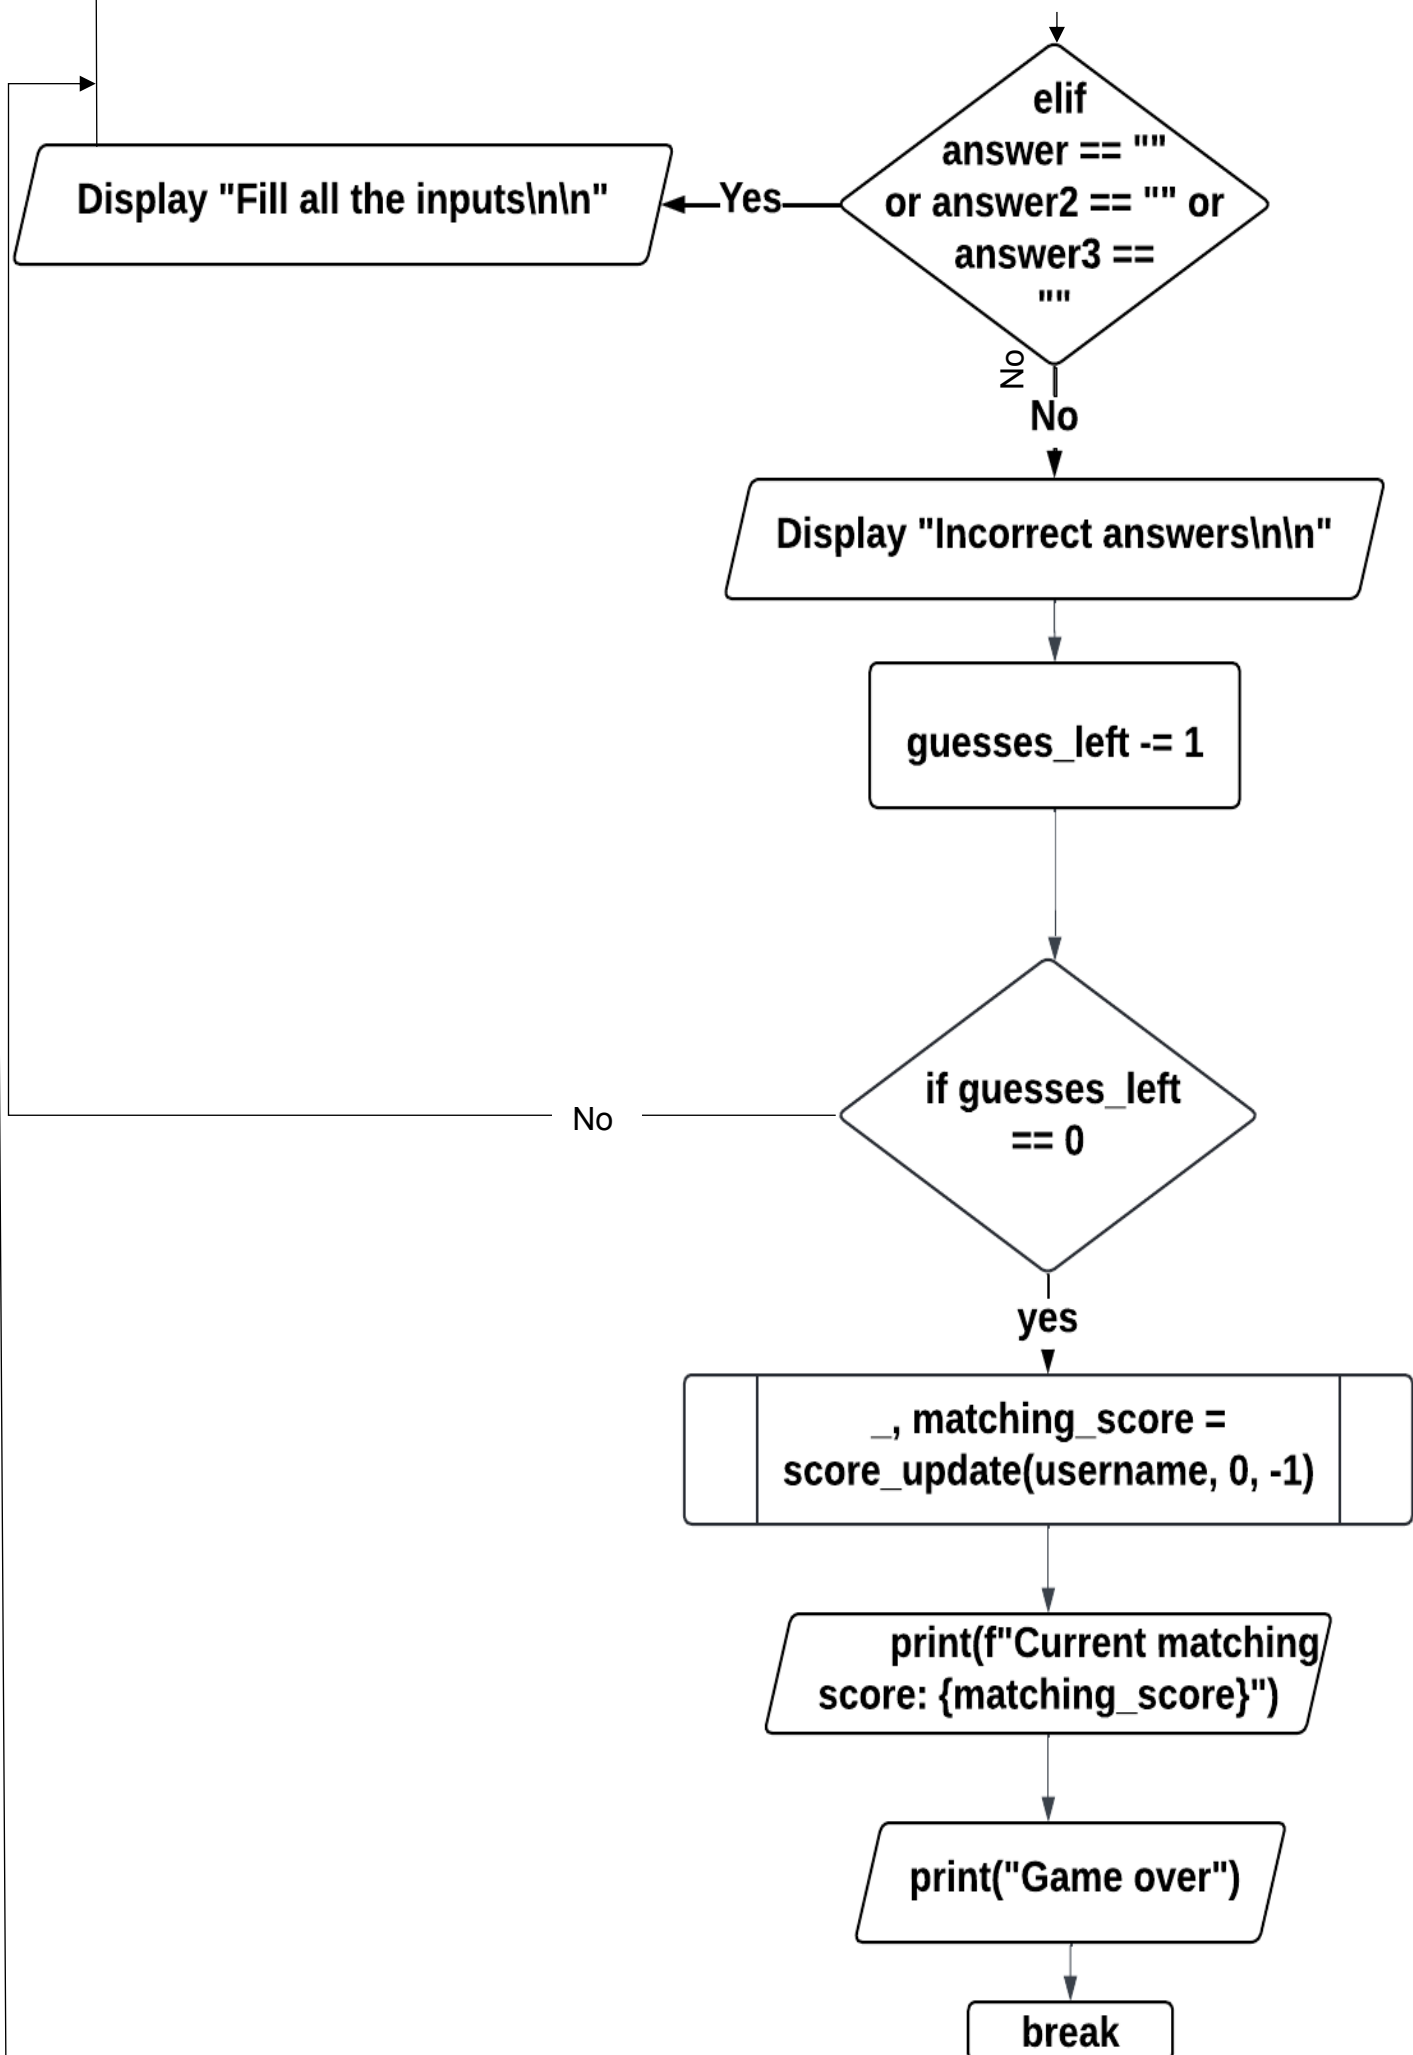 elif
answer == ""
or answer2 == "" or
answer3 ==
""
Yes
Display "Fill all the inputs\n\n"
No
No
Display "Incorrect answers\n\n"
guesses_left -= 1
if guesses_left
== 0
No
yes
_, matching_score =
score_update(username, 0, -1)
print(f"Current matching
score: {matching_score}")
print("Game over")
break